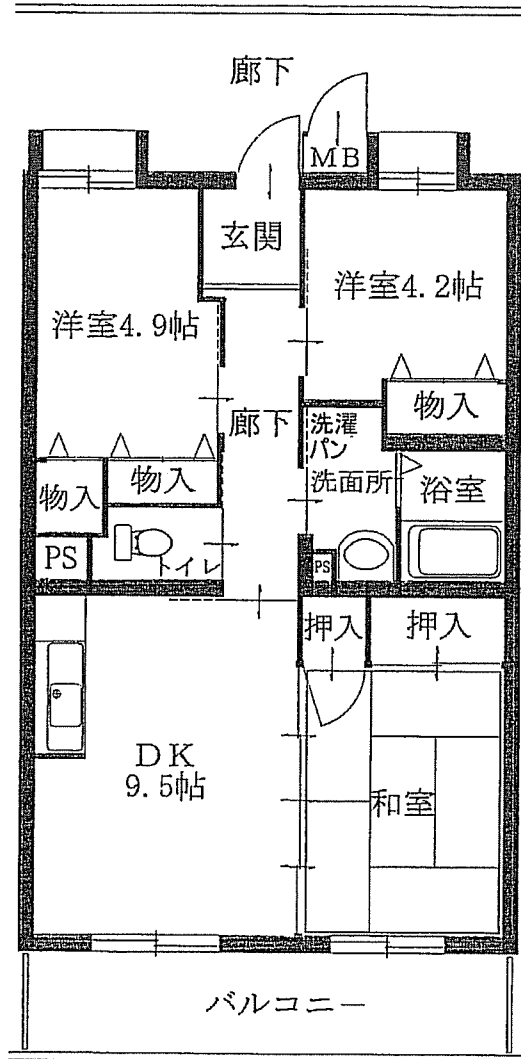 廊下
MB
玄関
洋室4.2帖
洋室4.9帖
物入
廊下
洗濯
パン
洗面所
浴室
物入
物入
PS
トイレ
PS
押入
押入
DK
9.5帖
和室
バルコニー